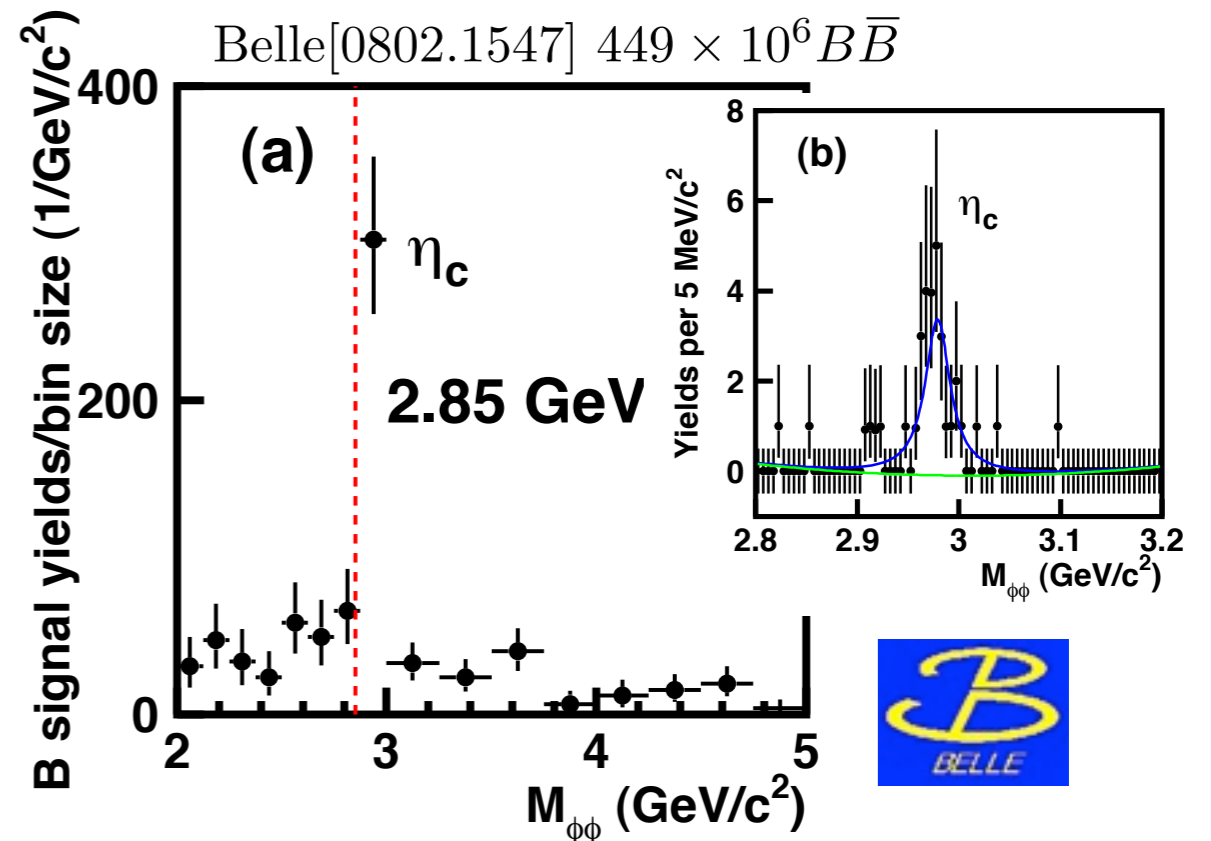 Belle[0802.1547] 449 × 10⁶BB̅
B signal yields/bin size (1/GeV/c²)
400
200
0
(a)
η_c
2.85 GeV
2 3 4 5
M_ϕϕ (GeV/c²)
Yields per 5 MeV/c²
8
6
4
2
0
(b)
η_c
2.8 2.9 3 3.1 3.2
M_ϕϕ (GeV/c²)
B
BELLE